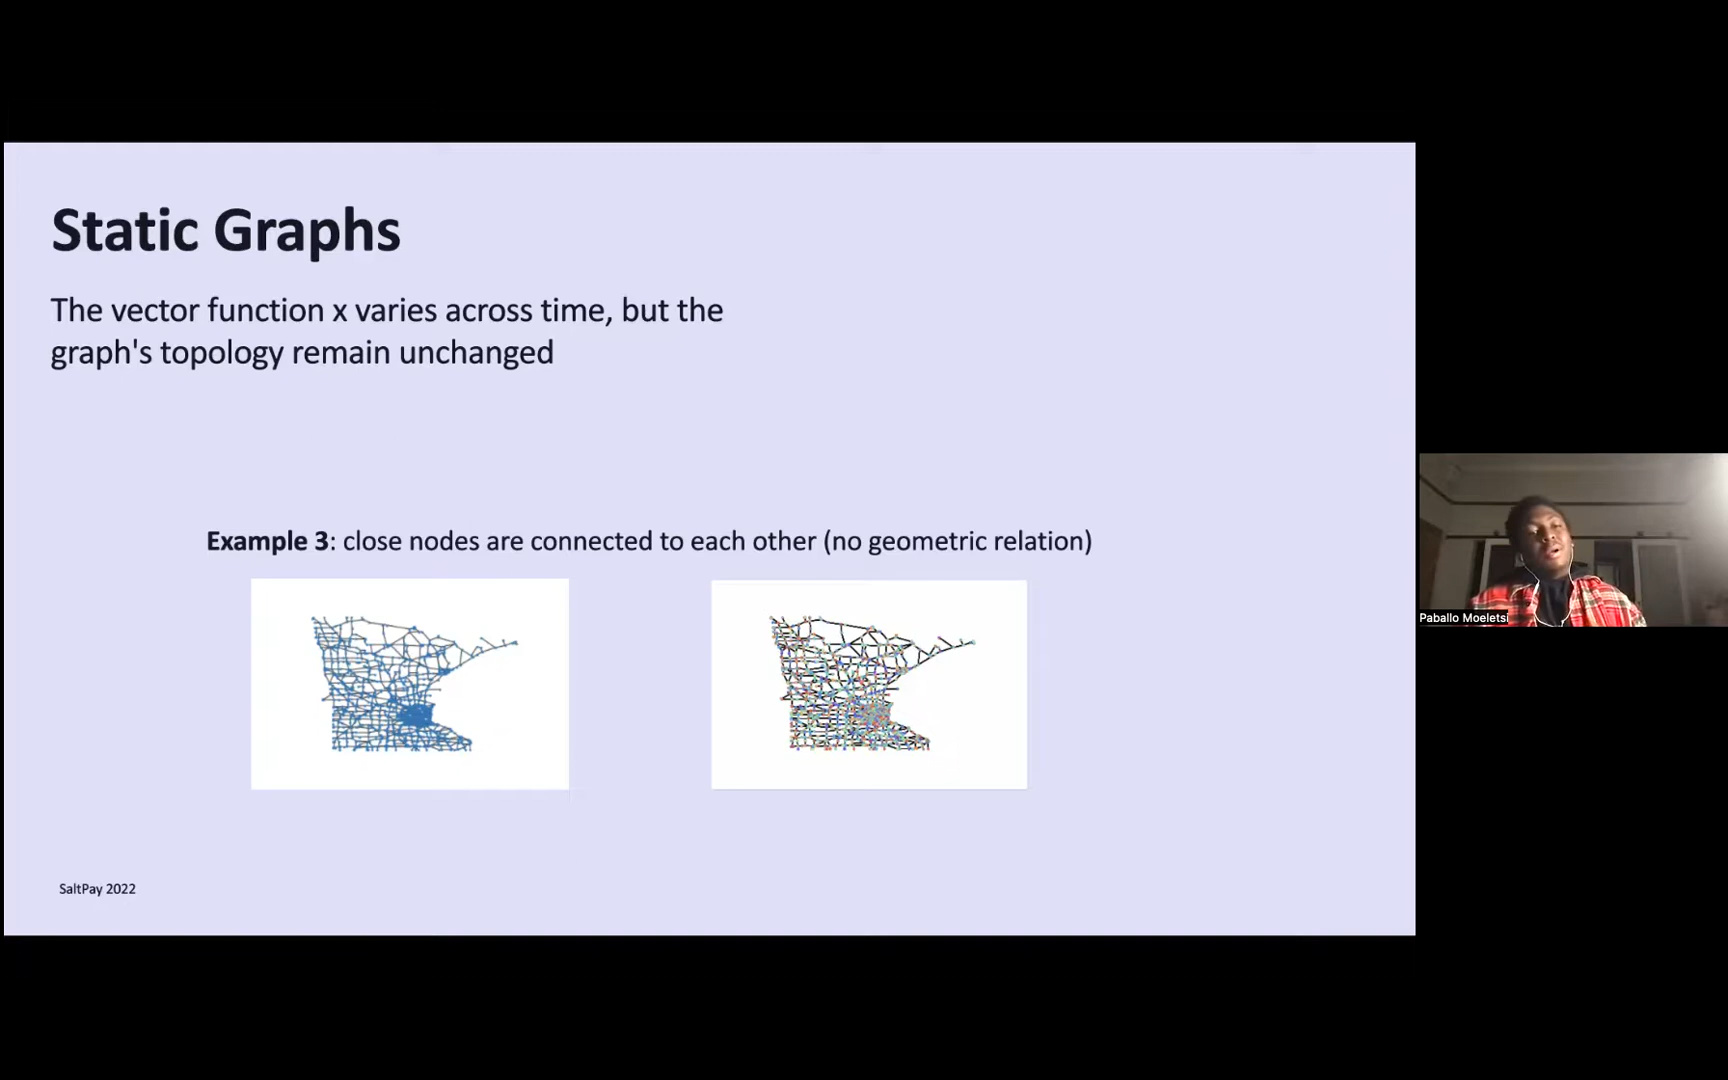 Static Graphs
The vector function x varies across time, but the
graph's topology remain unchanged
Example 3: close nodes are connected to each other (no geometric relation)
Paballo Moeletsi
SaltPay 2022